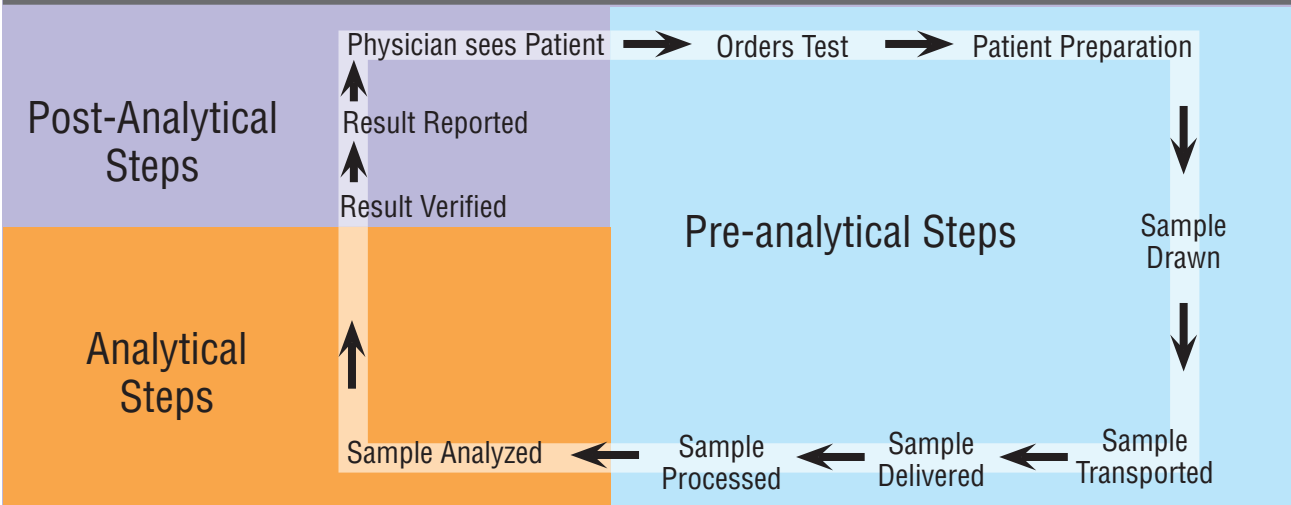 Physician sees Patient
Orders Test
Patient Preparation
Post-Analytical
Steps
Result Reported
Result Verified
Pre-analytical Steps
Sample
Drawn
Analytical
Steps
Sample Analyzed
Sample
Processed
Sample
Delivered
Sample
Transported